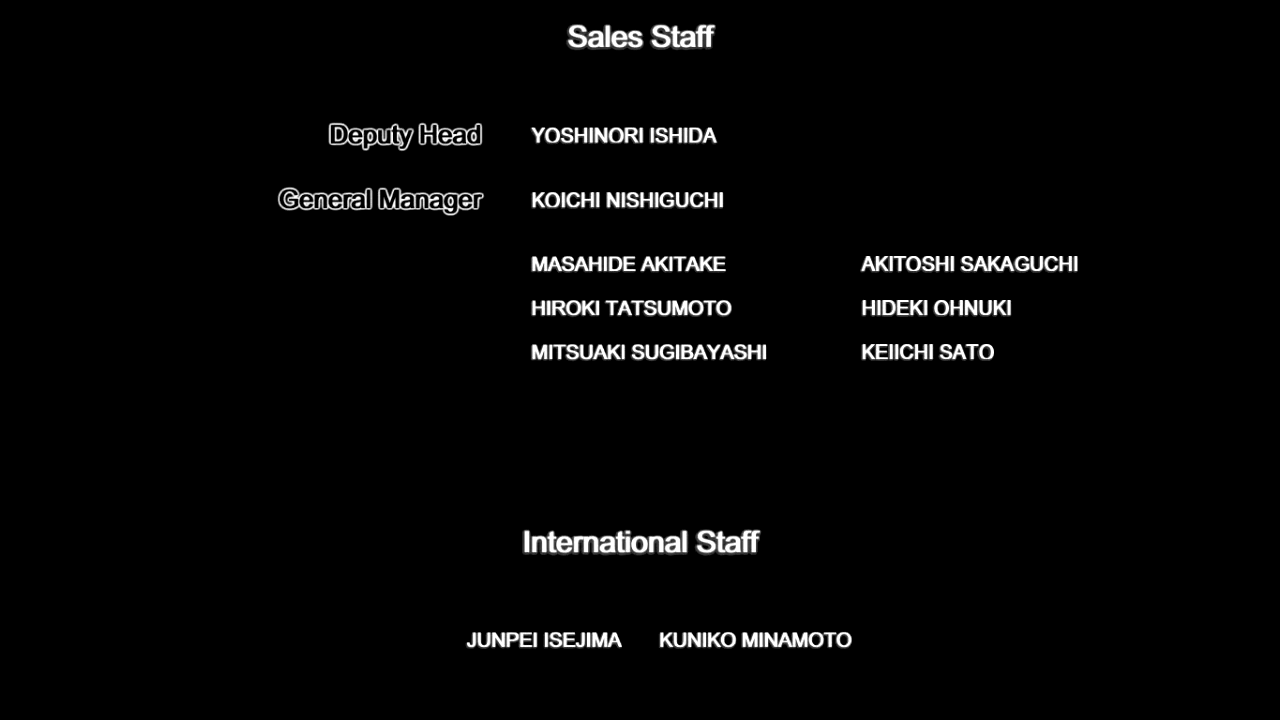 Sales Staff
Deputy Head YOSHINORI ISHIDA
General Manager KOICHI NISHIGUCHI
MASAHIDE AKITAKE AKITOSHI SAKAGUCHI
HIROKI TATSUMOTO HIDEKI OHNUKI
MITSUAKI SUGIBAYASHI KEIICHI SATO
International Staff
JUNPEI ISEJIMA KUNIKO MINAMOTO